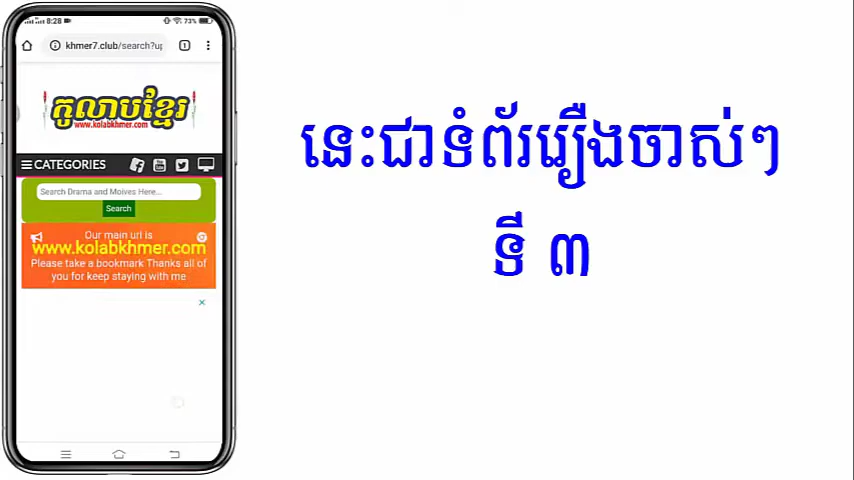 8:28
73%
khmer7.club/search?up
1
កូលាបខ្មែរ
www.kolabkhmer.com
CATEGORIES
Search Drama and Moives Here...
Search
Our main url is
www.kolabkhmer.com
Please take a bookmark Thanks all of
you for keep staying with me
នេះជាទំព័ររឿងចាស់ៗ
ទី ៣